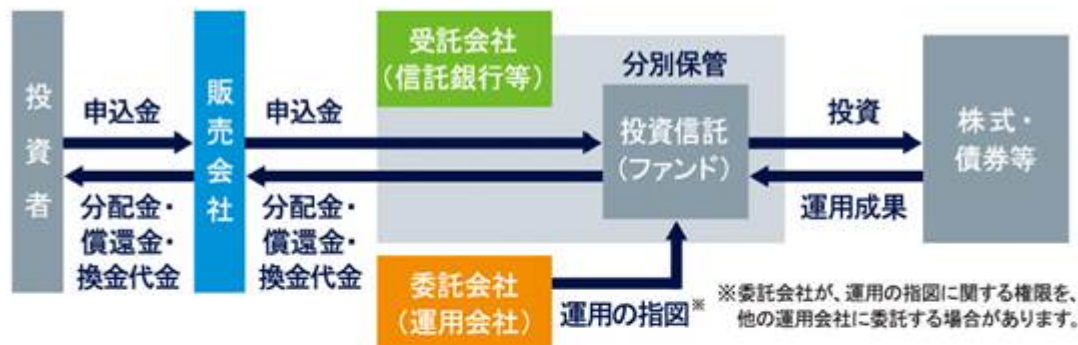 投資者
申込金
分配金・
償還金・
換金代金
販売会社
申込金
分配金・
償還金・
換金代金
受託会社
（信託銀行等）
分別保管
投資信託
（ファンド）
委託会社
（運用会社）
運用の指図※
投資
運用成果
株式・
債券等
※委託会社が、運用の指図に関する権限を、
他の運用会社に委託する場合があります。